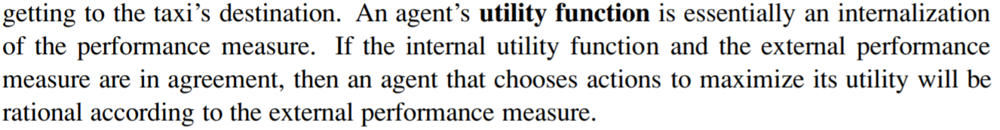 getting to the taxi’s destination. An agent’s utility function is essentially an internalization
of the performance measure. If the internal utility function and the external performance
measure are in agreement, then an agent that chooses actions to maximize its utility will be
rational according to the external performance measure.